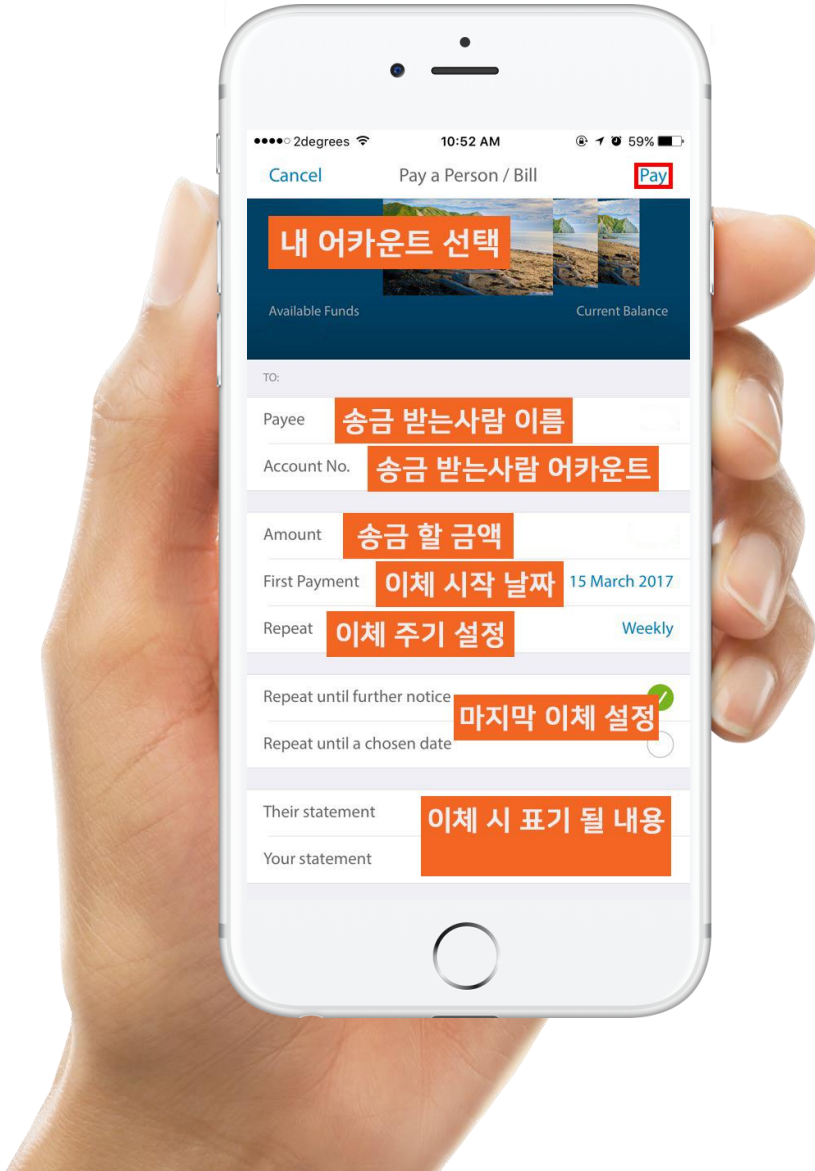 2degrees 10:52 AM 59%
Cancel Pay a Person / Bill Pay
내 어카운트 선택
Available Funds Current Balance
TO:
Payee 송금 받는사람 이름
Account No. 송금 받는사람 어카운트
Amount 송금 할 금액
First Payment 이체 시작 날짜 15 March 2017
Repeat 이체 주기 설정 Weekly
Repeat until further notice
마지막 이체 설정
Repeat until a chosen date
Their statement 이체 시 표기 될 내용
Your statement